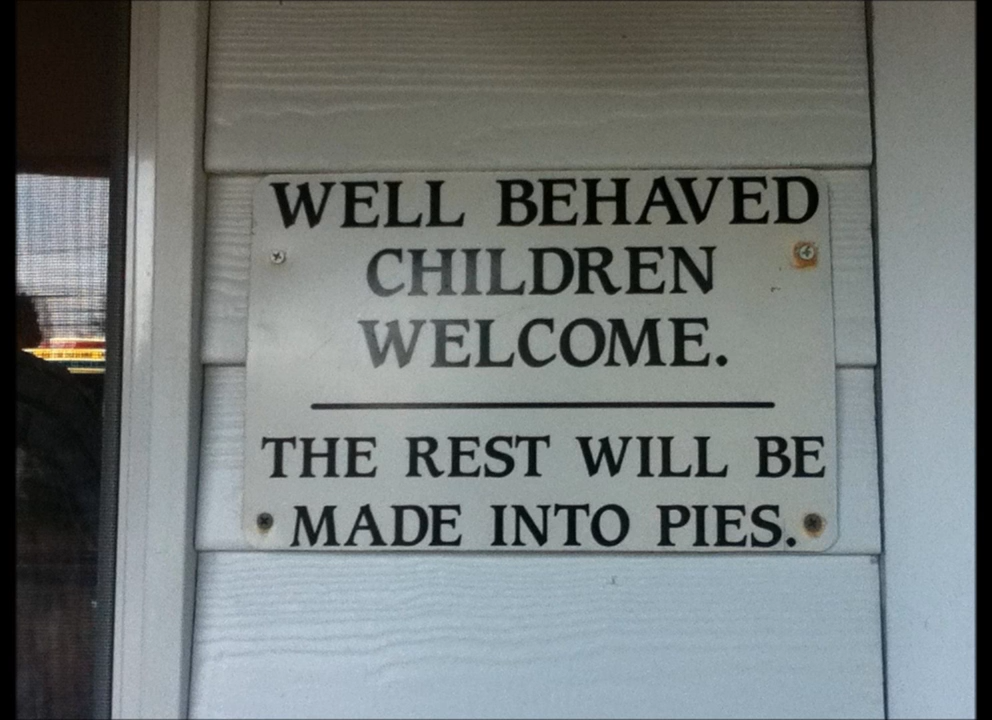 WELL BEHAVED
CHILDREN
WELCOME.
THE REST WILL BE
MADE INTO PIES.